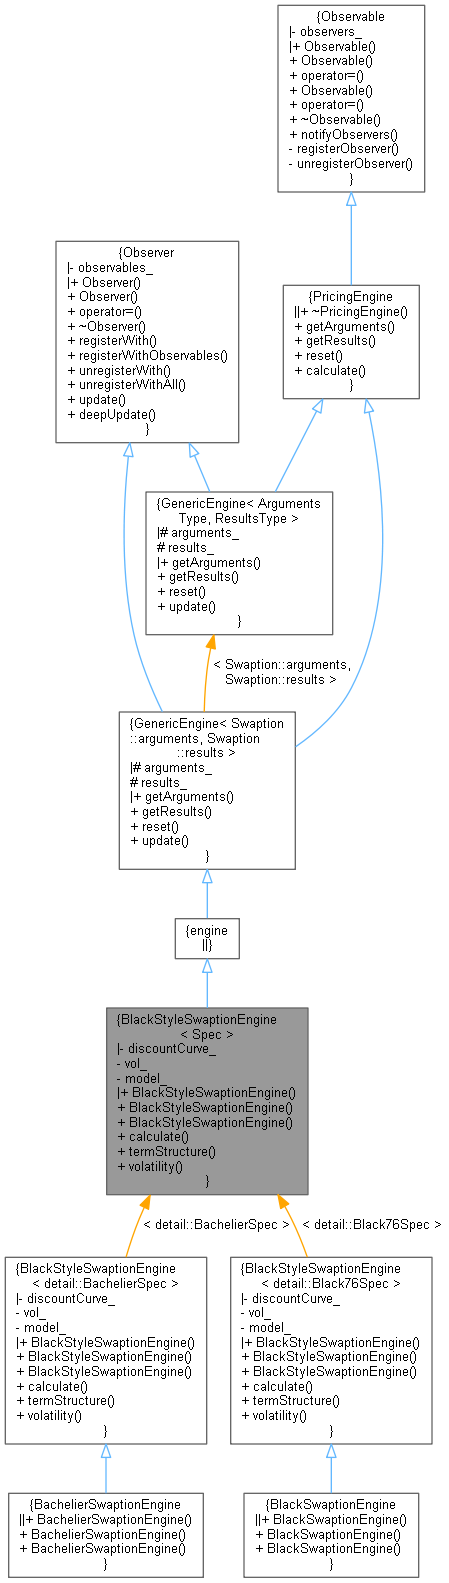 {Observable
|- observers_
|+ Observable()
+ Observable()
+ operator=()
+ Observable()
+ operator=()
+ ~Observable()
+ notifyObservers()
- registerObserver()
- unregisterObserver()
}
{Observer
|- observables_
|+ Observer()
+ Observer()
+ operator=()
+ ~Observer()
+ registerWith()
+ registerWithObservables()
+ unregisterWith()
+ unregisterWithAll()
+ update()
+ deepUpdate()
}
{PricingEngine
||+ ~PricingEngine()
+ getArguments()
+ getResults()
+ reset()
+ calculate()
}
{GenericEngine< Arguments
Type, ResultsType >
|# arguments_
# results_
|+ getArguments()
+ getResults()
+ reset()
+ update()
}
< Swaption::arguments,
Swaption::results >
{GenericEngine< Swaption
::arguments, Swaption
::results >
|# arguments_
# results_
|+ getArguments()
+ getResults()
+ reset()
+ update()
}
{engine
||}
{BlackStyleSwaptionEngine
< Spec >
|- discountCurve_
- vol_
- model_
|+ BlackStyleSwaptionEngine()
+ BlackStyleSwaptionEngine()
+ BlackStyleSwaptionEngine()
+ calculate()
+ termStructure()
+ volatility()
}
< detail::BachelierSpec >
< detail::Black76Spec >
{BlackStyleSwaptionEngine
< detail::BachelierSpec >
|- discountCurve_
- vol_
- model_
|+ BlackStyleSwaptionEngine()
+ BlackStyleSwaptionEngine()
+ BlackStyleSwaptionEngine()
+ calculate()
+ termStructure()
+ volatility()
}
{BlackStyleSwaptionEngine
< detail::Black76Spec >
|- discountCurve_
- vol_
- model_
|+ BlackStyleSwaptionEngine()
+ BlackStyleSwaptionEngine()
+ BlackStyleSwaptionEngine()
+ calculate()
+ termStructure()
+ volatility()
}
{BachelierSwaptionEngine
||+ BachelierSwaptionEngine()
+ BachelierSwaptionEngine()
+ BachelierSwaptionEngine()
}
{BlackSwaptionEngine
||+ BlackSwaptionEngine()
+ BlackSwaptionEngine()
+ BlackSwaptionEngine()
}